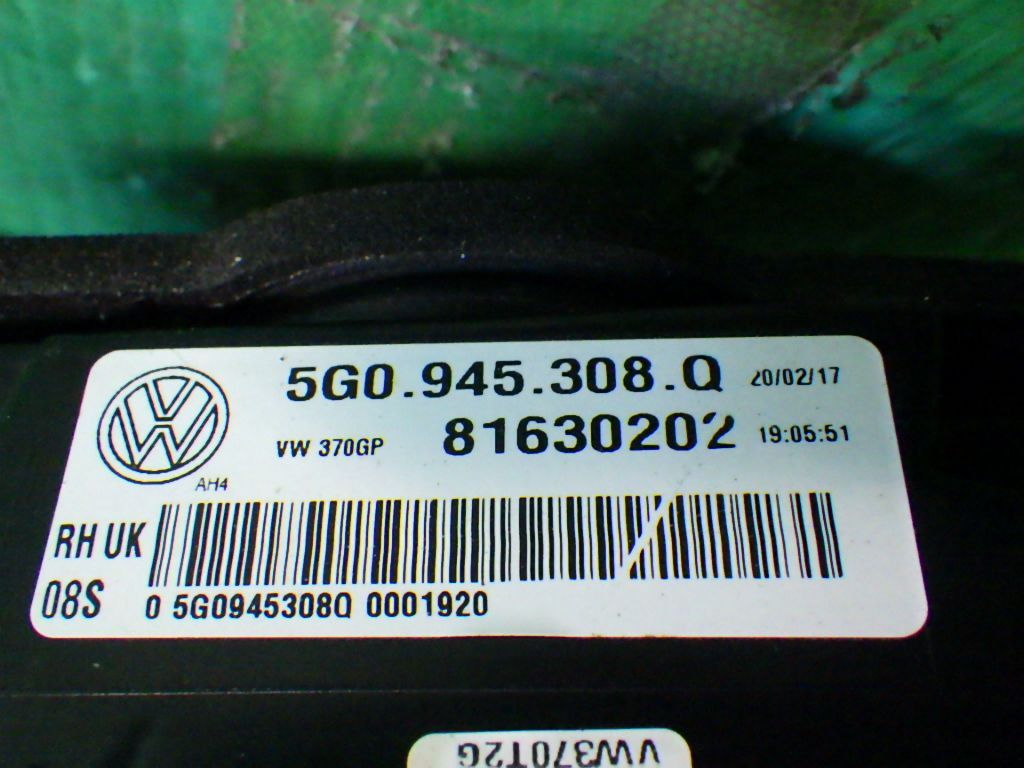 5G0.945.308.Q 20/02/17
VW 370GP 81630202 19:05:51
AH4
RH UK
08S 0 5G0945308Q 0001920
VW370T2G